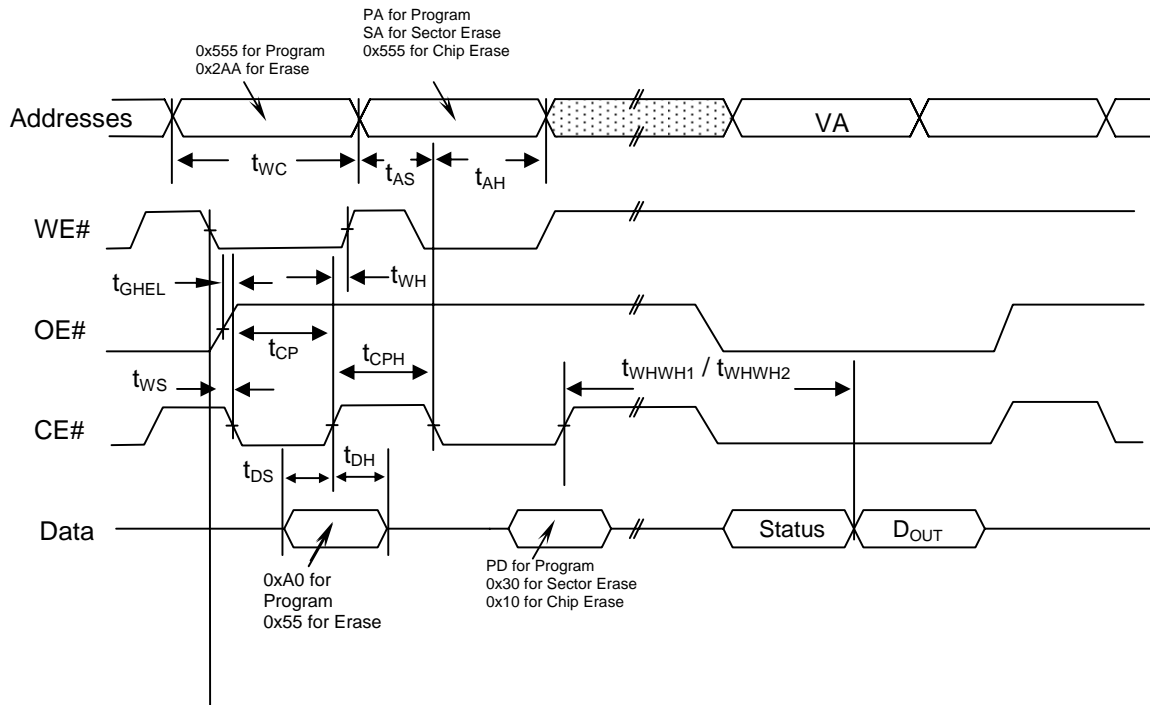 0x555 for Program
0x2AA for Erase
PA for Program
SA for Sector Erase
0x555 for Chip Erase
Addresses
VA
tWC
tAS
tAH
WE#
tGHEL
tWH
OE#
tCP
tCPH
tWS
tWHWH1 / tWHWH2
CE#
tDS
tDH
Data
Status
DOUT
0xA0 for
Program
0x55 for Erase
PD for Program
0x30 for Sector Erase
0x10 for Chip Erase